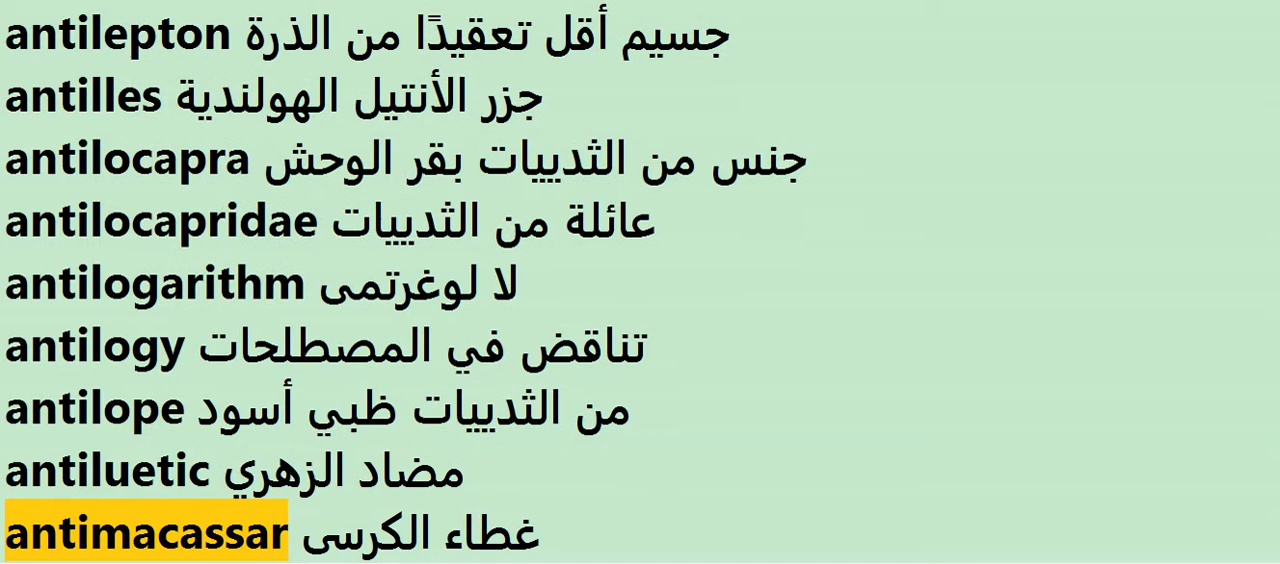 antilepton جسيم أقل تعقيدًا من الذرة
antilles جزر الأنتيل الهولندية
antilocapra جنس من الثدييات بقر الوحش
antilocapridae عائلة من الثدييات
antilogarithm لا لوغرتمى
antilogy تناقض في المصطلحات
antilope من الثدييات ظبي أسود
antiluetic مضاد الزهري
antimacassar غطاء الكرسى